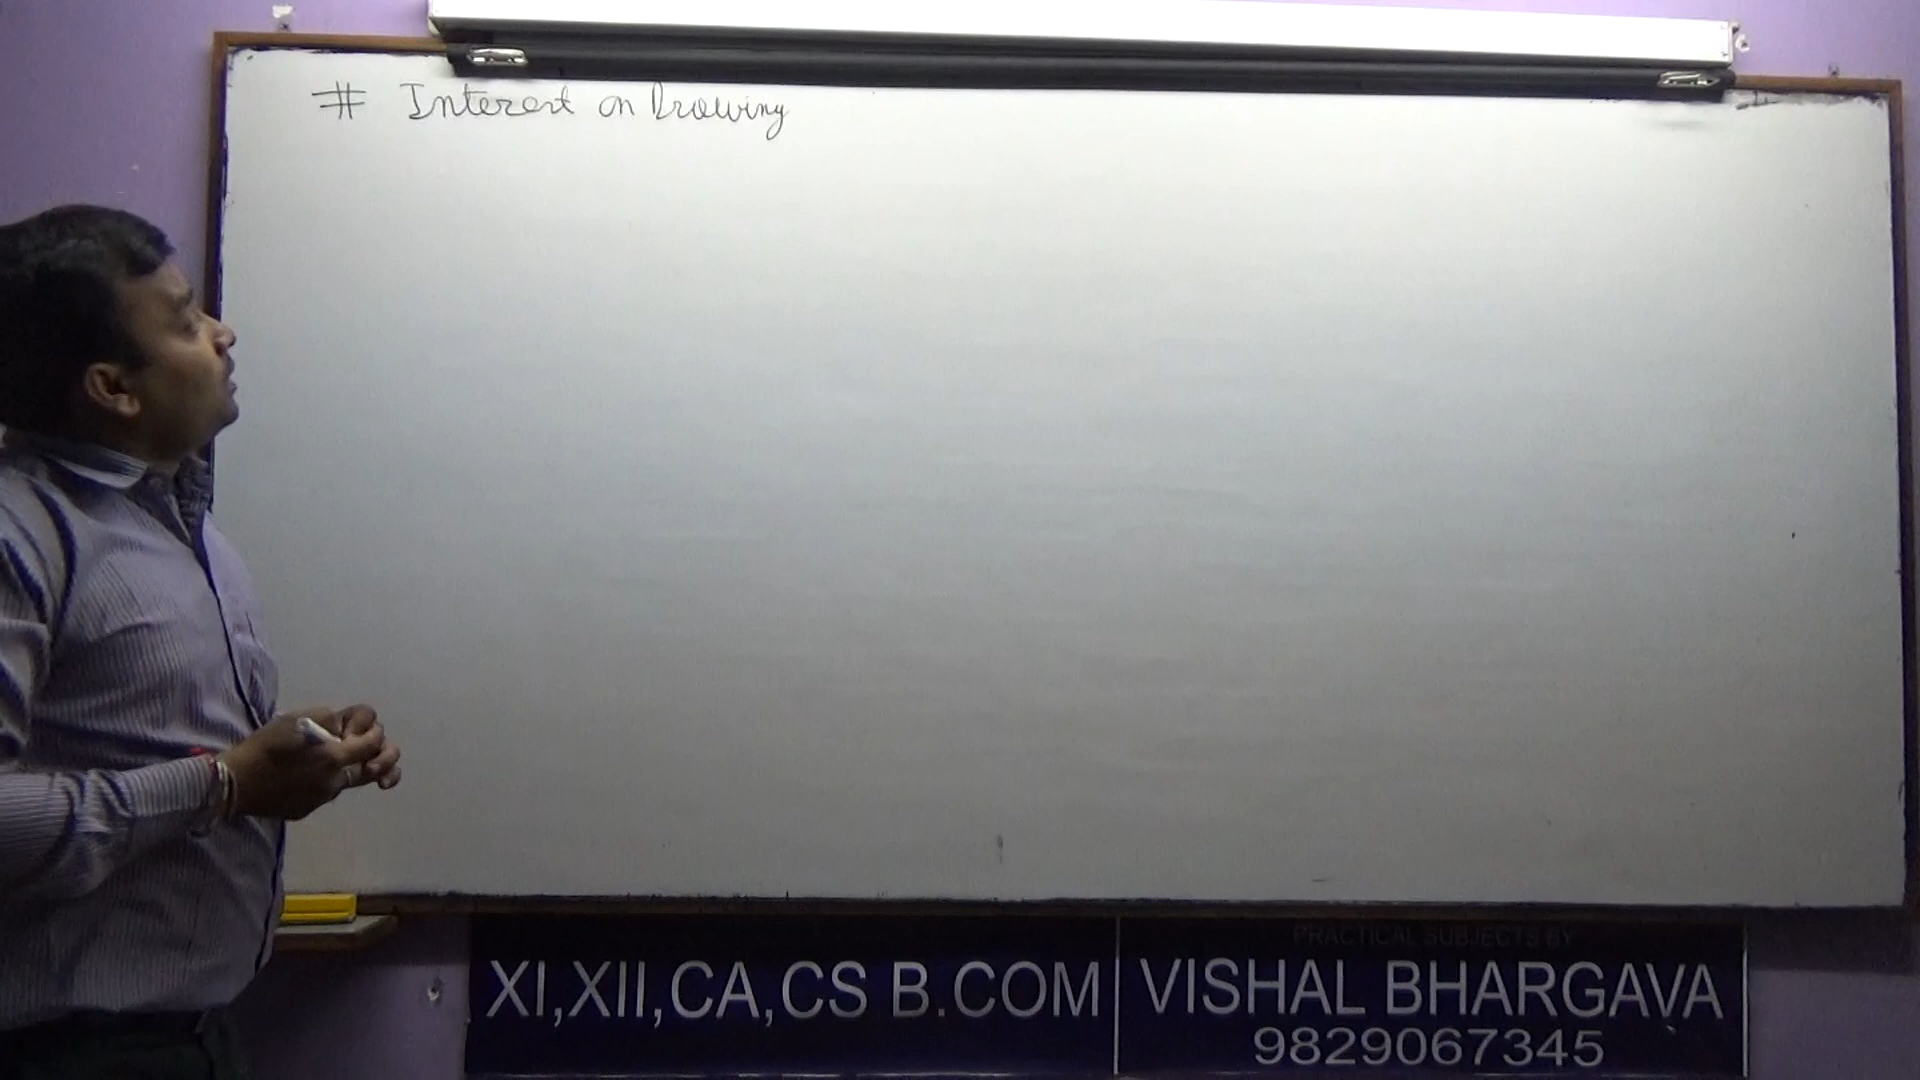 # Interest on Drawing
PRACTICAL SUBJECTS BY
XI,XII,CA,CS B.COM
VISHAL BHARGAVA
9829067345